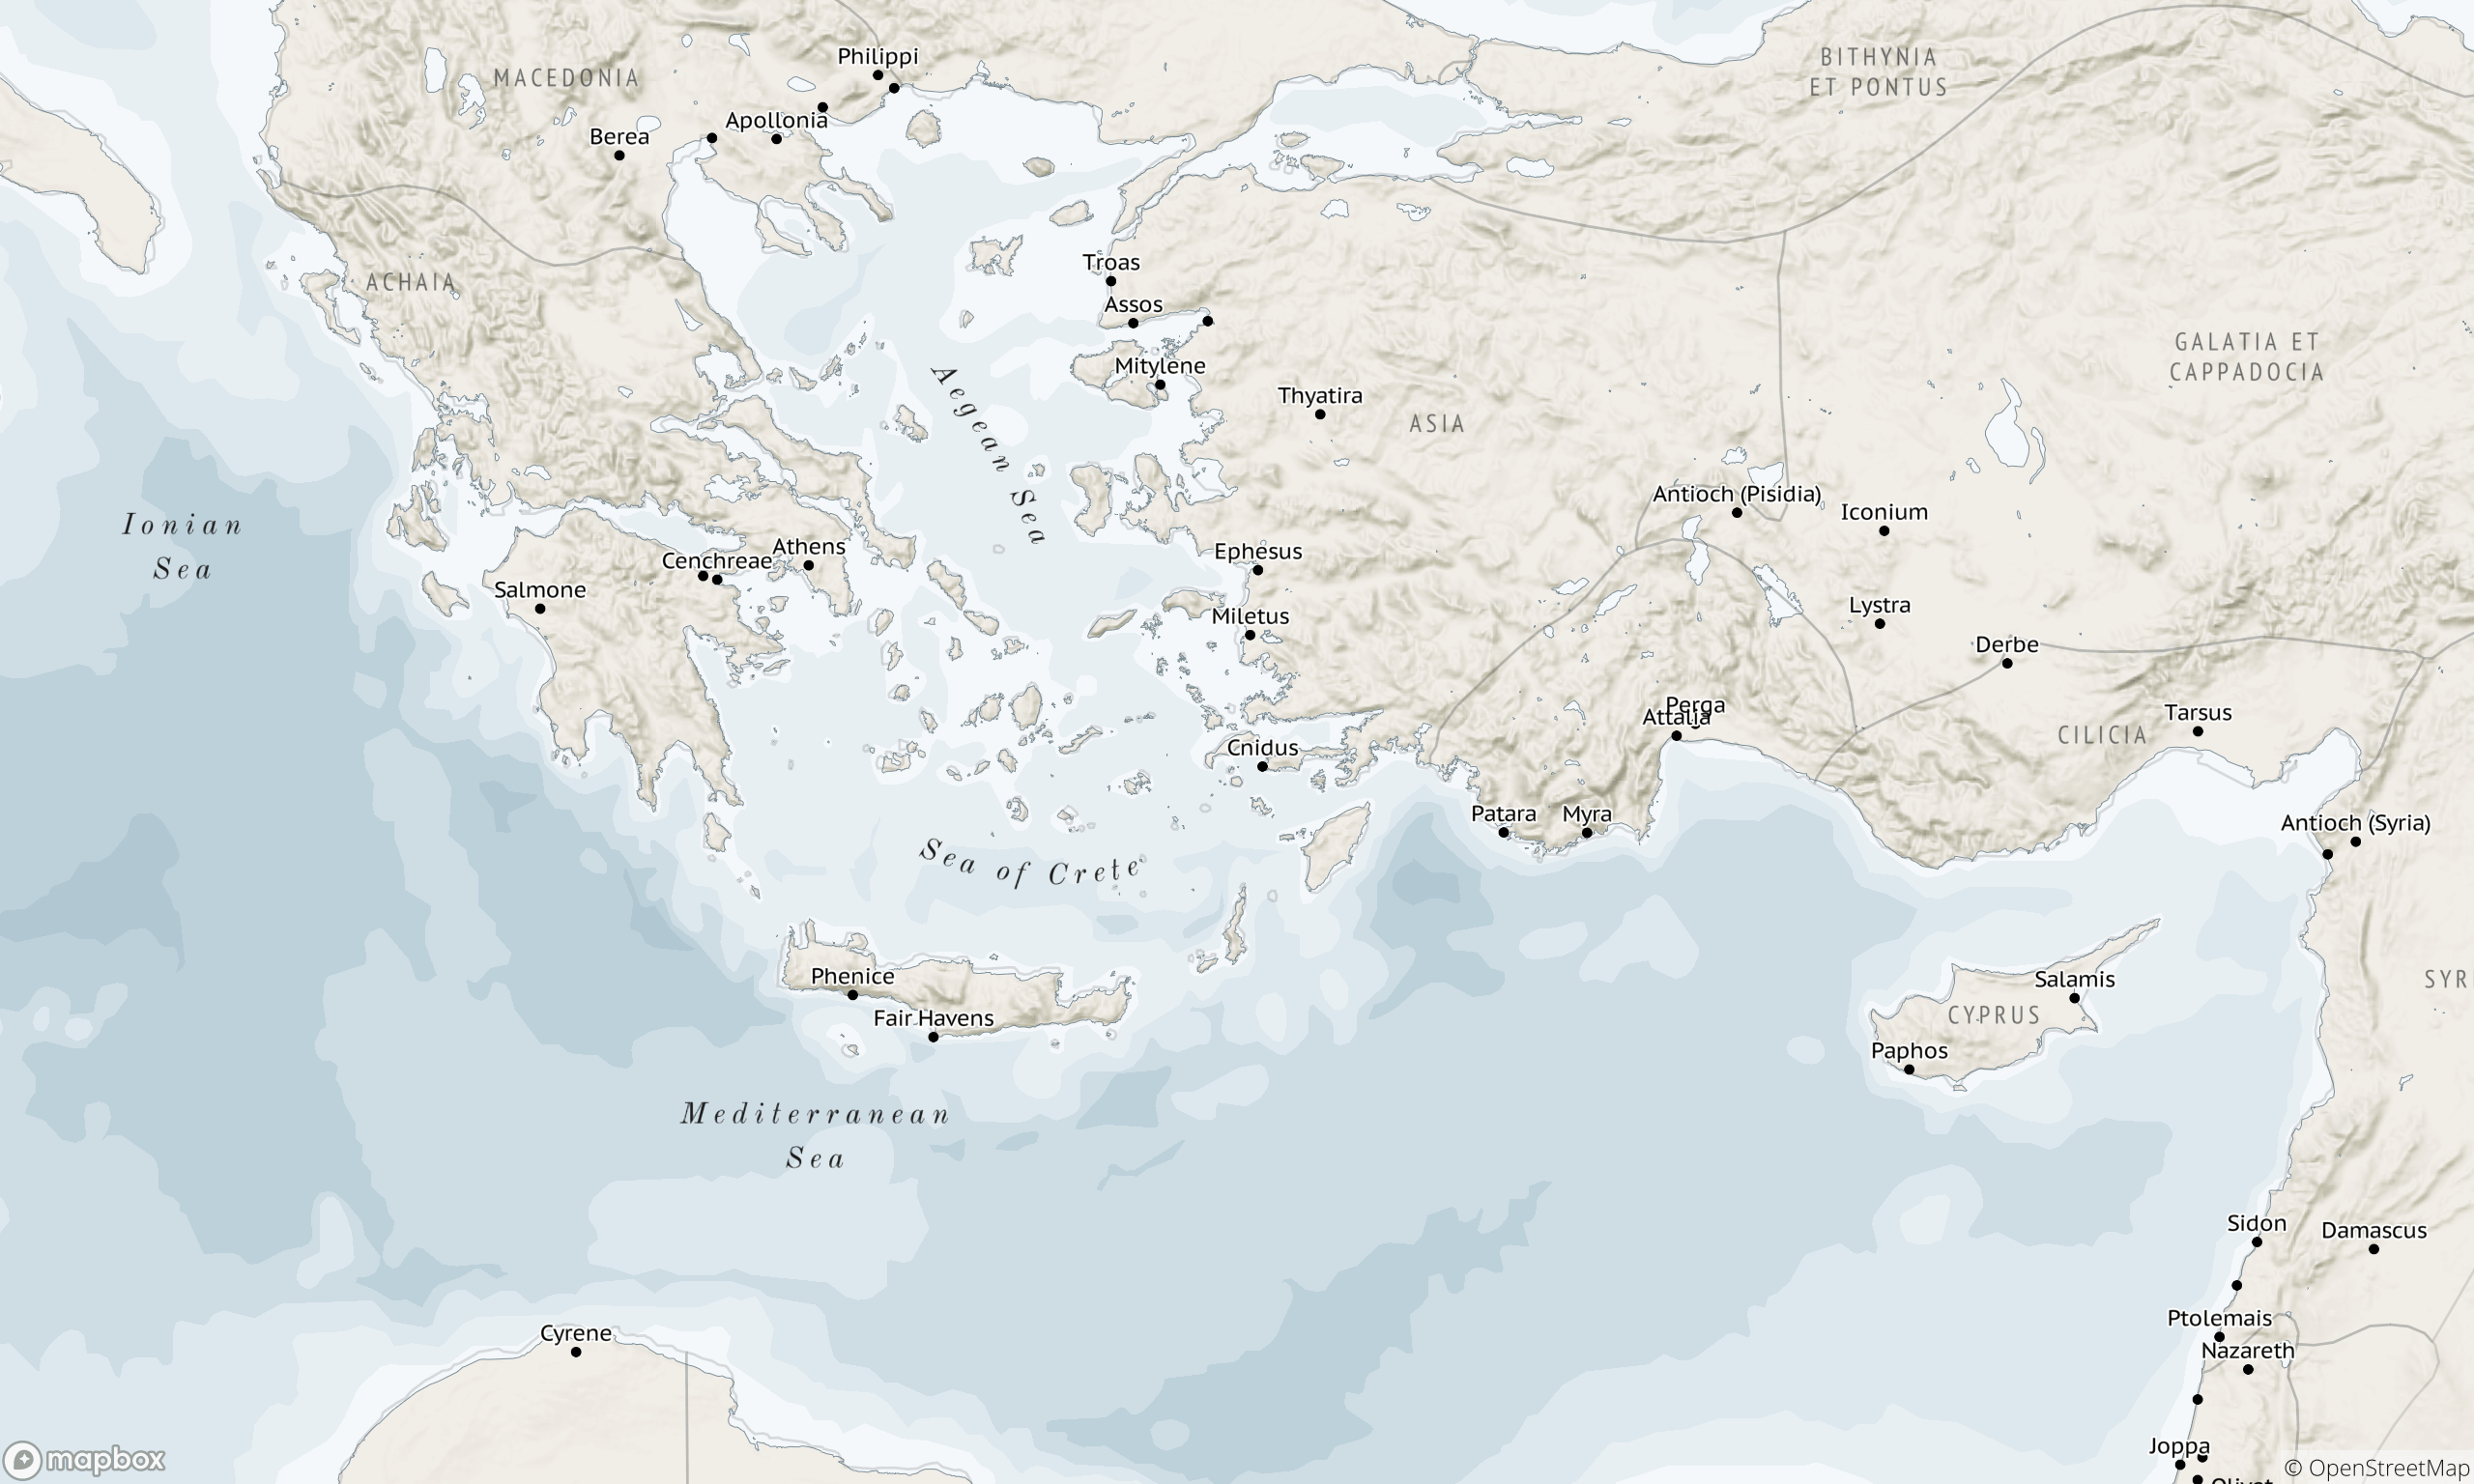 Philippi
BITHYNIA
ET PONTUS
MACEDONIA
Apollonia
Berea
Troas
ACHAIA
Assos
GALATIA ET
CAPPADOCIA
Mitylene
Thyatira
ASIA
Aegean Sea
Antioch (Pisidia)
Iconium
Ionian
Sea
Athens
Cenchreae
Ephesus
Salmone
Lystra
Miletus
Derbe
Perga
Attalia
Tarsus
CILICIA
Cnidus
Patara
Myra
Antioch (Syria)
Sea of Crete
Phenice
Salamis
SYR
Fair Havens
CYPRUS
Paphos
Mediterranean
Sea
Sidon
Damascus
Ptolemais
Cyrene
Nazareth
Joppa
mapbox
© OpenStreetMap